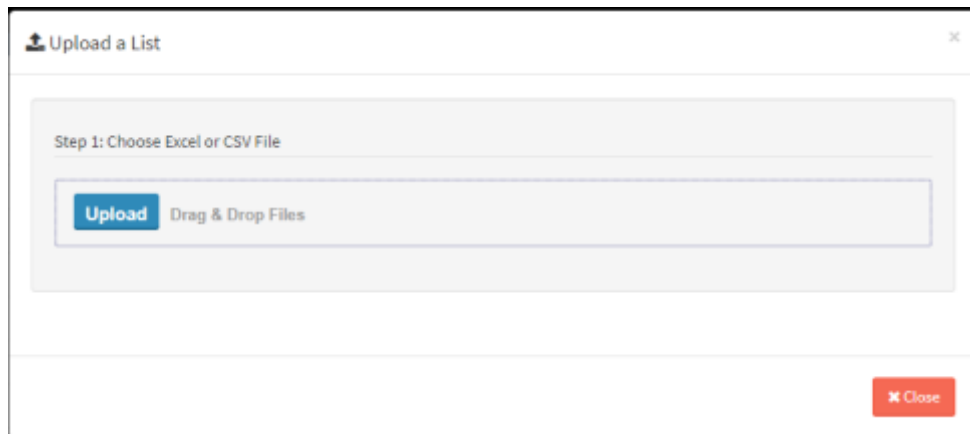 Upload a List
×
Step 1: Choose Excel or CSV File
Upload Drag & Drop Files
✖ Close